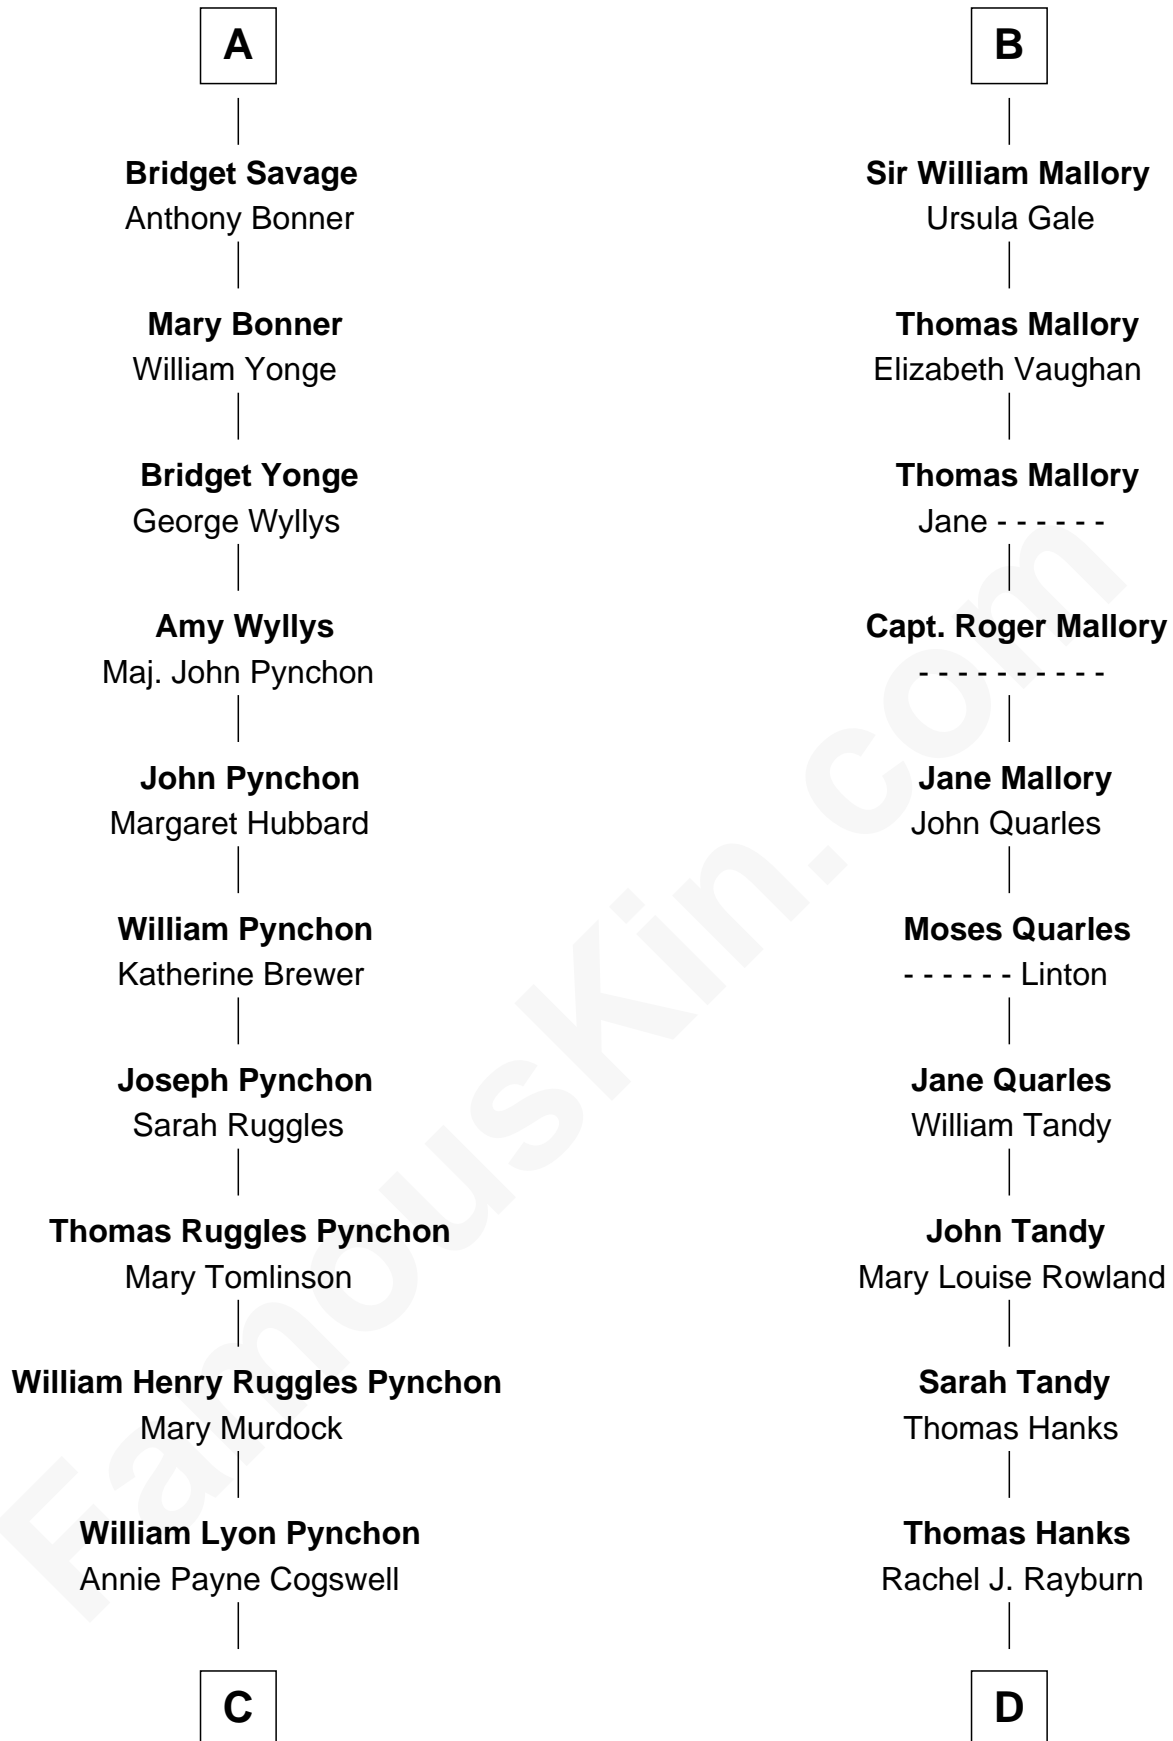 A
Bridget Savage
Anthony Bonner
Mary Bonner
William Yonge
Bridget Yonge
George Wyllys
Amy Wyllys
Maj. John Pynchon
John Pynchon
Margaret Hubbard
William Pynchon
Katherine Brewer
Joseph Pynchon
Sarah Ruggles
Thomas Ruggles Pynchon
Mary Tomlinson
William Henry Ruggles Pynchon
Mary Murdock
William Lyon Pynchon
Annie Payne Cogswell
C
B
Sir William Mallory
Ursula Gale
Thomas Mallory
Elizabeth Vaughan
Thomas Mallory
Jane - - - - - -
Capt. Roger Mallory
- - - - - - - - - -
Jane Mallory
John Quarles
Moses Quarles
- - - - - - Linton
Jane Quarles
William Tandy
John Tandy
Mary Louise Rowland
Sarah Tandy
Thomas Hanks
Thomas Hanks
Rachel J. Rayburn
D
FamousKin.com